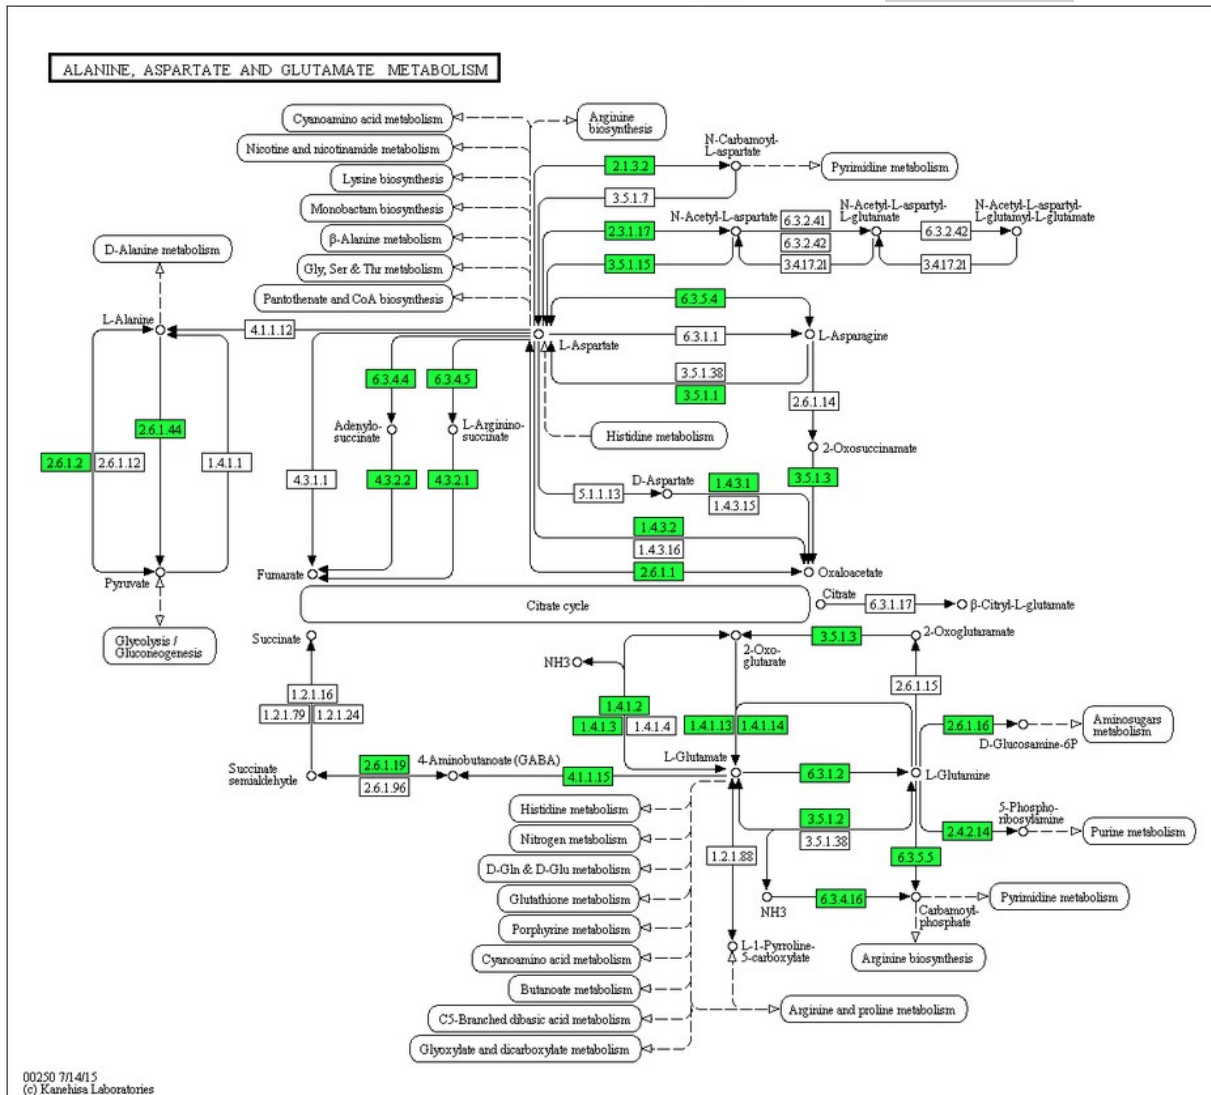 ALANINE, ASPARTATE AND GLUTAMATE METABOLISM
Cyanoamino acid metabolism
Arginine
biosynthesis
Nicotine and nicotinamide metabolism
N-Carbamoyl-
L-aspartate
2.1.3.2
Pyrimidine metabolism
Lysine biosynthesis
3.5.1.7
Monobactam biosynthesis
N-Acetyl-L-aspartate
6.3.2.41
N-Acetyl-L-aspartyl-
L-glutamate
N-Acetyl-L-aspartyl-
L-glutamyl-L-glutamate
2.3.1.17
6.3.2.42
6.3.2.42
β-Alanine metabolism
D-Alanine metabolism
3.5.1.15
3.4.17.21
3.4.17.21
Gly, Ser & Thr metabolism
Pantothenate and CoA biosynthesis
6.3.5.4
L-Alanine
4.1.1.12
L-Aspartate
6.3.1.1
L-Asparagine
3.5.1.38
6.3.4.4
6.3.4.5
3.5.1.1
2.6.1.14
2.6.1.44
Adenylo-
succinate
L-Arginino-
succinate
Histidine metabolism
2-Oxosuccinamate
2.6.1.2
2.6.1.12
1.4.1.1
4.3.1.1
4.3.2.2
4.3.2.1
D-Aspartate
1.4.3.1
3.5.1.3
5.1.1.13
1.4.3.15
1.4.3.2
1.4.3.16
Pyruvate
Fumarate
2.6.1.1
Oxaloacetate
Citrate cycle
Citrate
6.3.1.17
β-Citryl-L-glutamate
Glycolysis /
Gluconeogenesis
Succinate
2-Oxo-
glutarate
3.5.1.3
2-Oxoglutaramate
NH3
1.2.1.16
2.6.1.15
1.2.1.79
1.2.1.24
1.4.1.2
1.4.1.3
1.4.1.4
1.4.1.13
1.4.1.14
2.6.1.16
Aminosugars
metabolism
D-Glucosamine-6P
Succinate
semialdehyde
2.6.1.19
2.6.1.96
4-Aminobutanoate (GABA)
4.1.1.15
L-Glutamate
6.3.1.2
L-Glutamine
Histidine metabolism
5-Phospho-
ribosylamine
3.5.1.2
Nitrogen metabolism
3.5.1.38
2.4.2.14
Purine metabolism
1.2.1.88
6.3.5.5
D-Gln & D-Glu metabolism
Glutathione metabolism
NH3
6.3.4.16
Carbamoyl-
phosphate
Pyrimidine metabolism
Porphyrine metabolism
L-1-Pyrroline-
5-carboxylate
Cyanoamino acid metabolism
Arginine biosynthesis
Butanoate metabolism
Arginine and proline metabolism
C5-Branched dibasic acid metabolism
Glyoxylate and dicarboxylate metabolism
00250 7/14/15
(c) Kanehisa Laboratories